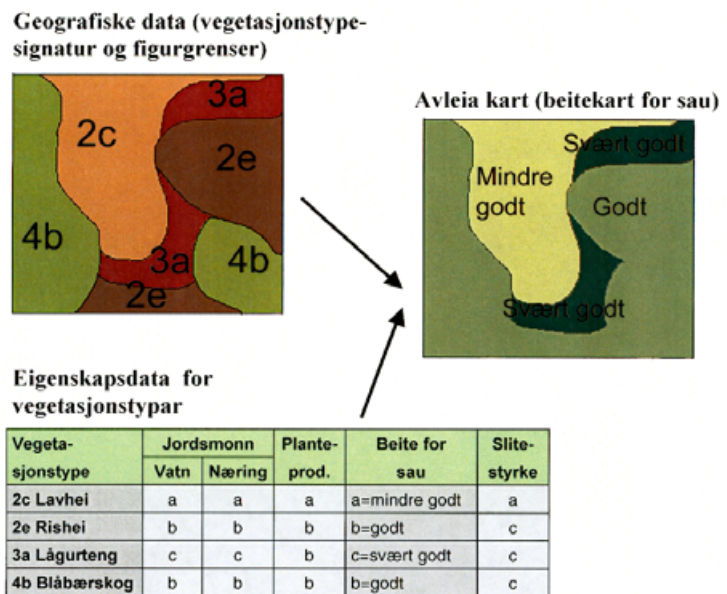 Geografiske data (vegetasjonstype-
signatur og figurgrenser)
3a
2c
2e
4b
3a
4b
2e
Avleia kart (beitekart for sau)
Svært godt
Mindre
godt
Godt
Svært godt
Eigenskapsdata for
vegetasjonstypar
Vegeta-
sjonstype Jordsmonn Plante-
prod. Beite for
sau Slite-
styrke
Vatn Næring
2c Lavhei a a a a=mindre godt a
2e Rishei b b b b=godt c
3a Lågurteng c c b c=svært godt c
4b Blåbærskog b b b b=godt c